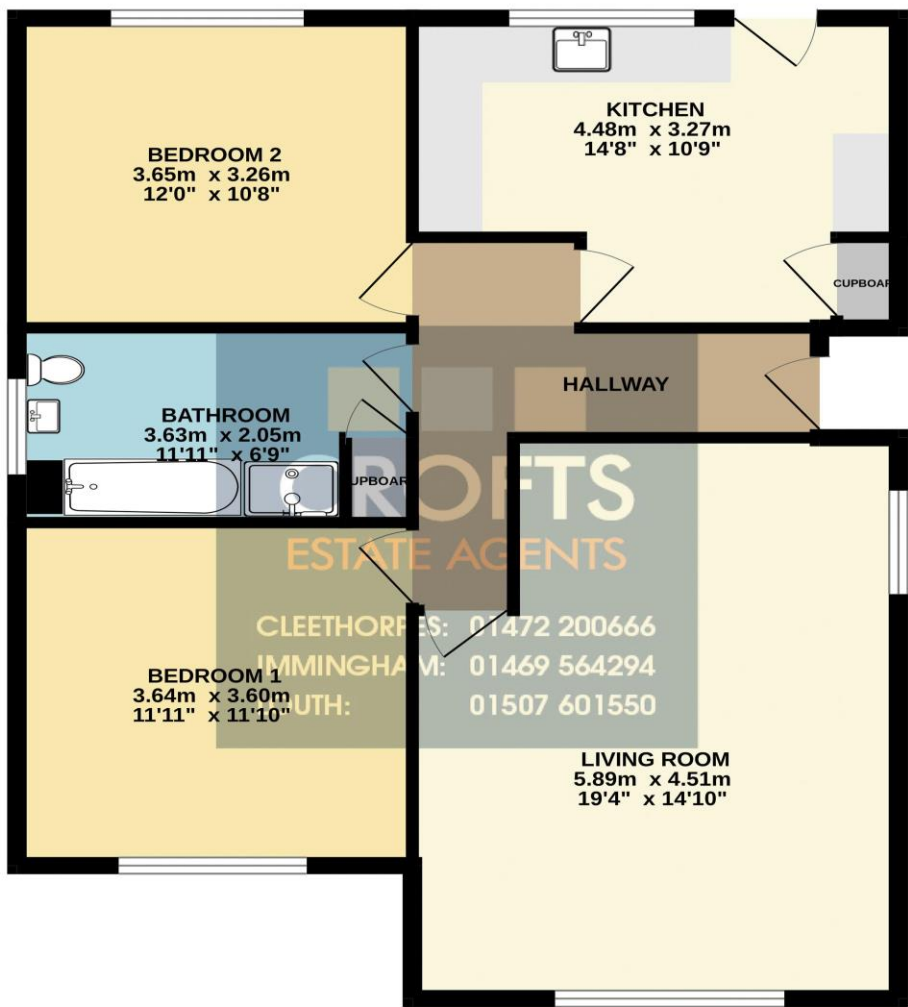 BEDROOM 2
3.65m x 3.26m
12'0" x 10'8"
KITCHEN
4.48m x 3.27m
14'8" x 10'9"
CUPBOAR
HALLWAY
BATHROOM
3.63m x 2.05m
11'11" x 6'9"
UPBOAR
CROFTS
ESTATE AGENTS
CLEETHORPES: 01472 200666
IMMINGHAM: 01469 564294
LOUTH: 01507 601550
BEDROOM 1
3.64m x 3.60m
11'11" x 11'10"
LIVING ROOM
5.89m x 4.51m
19'4" x 14'10"